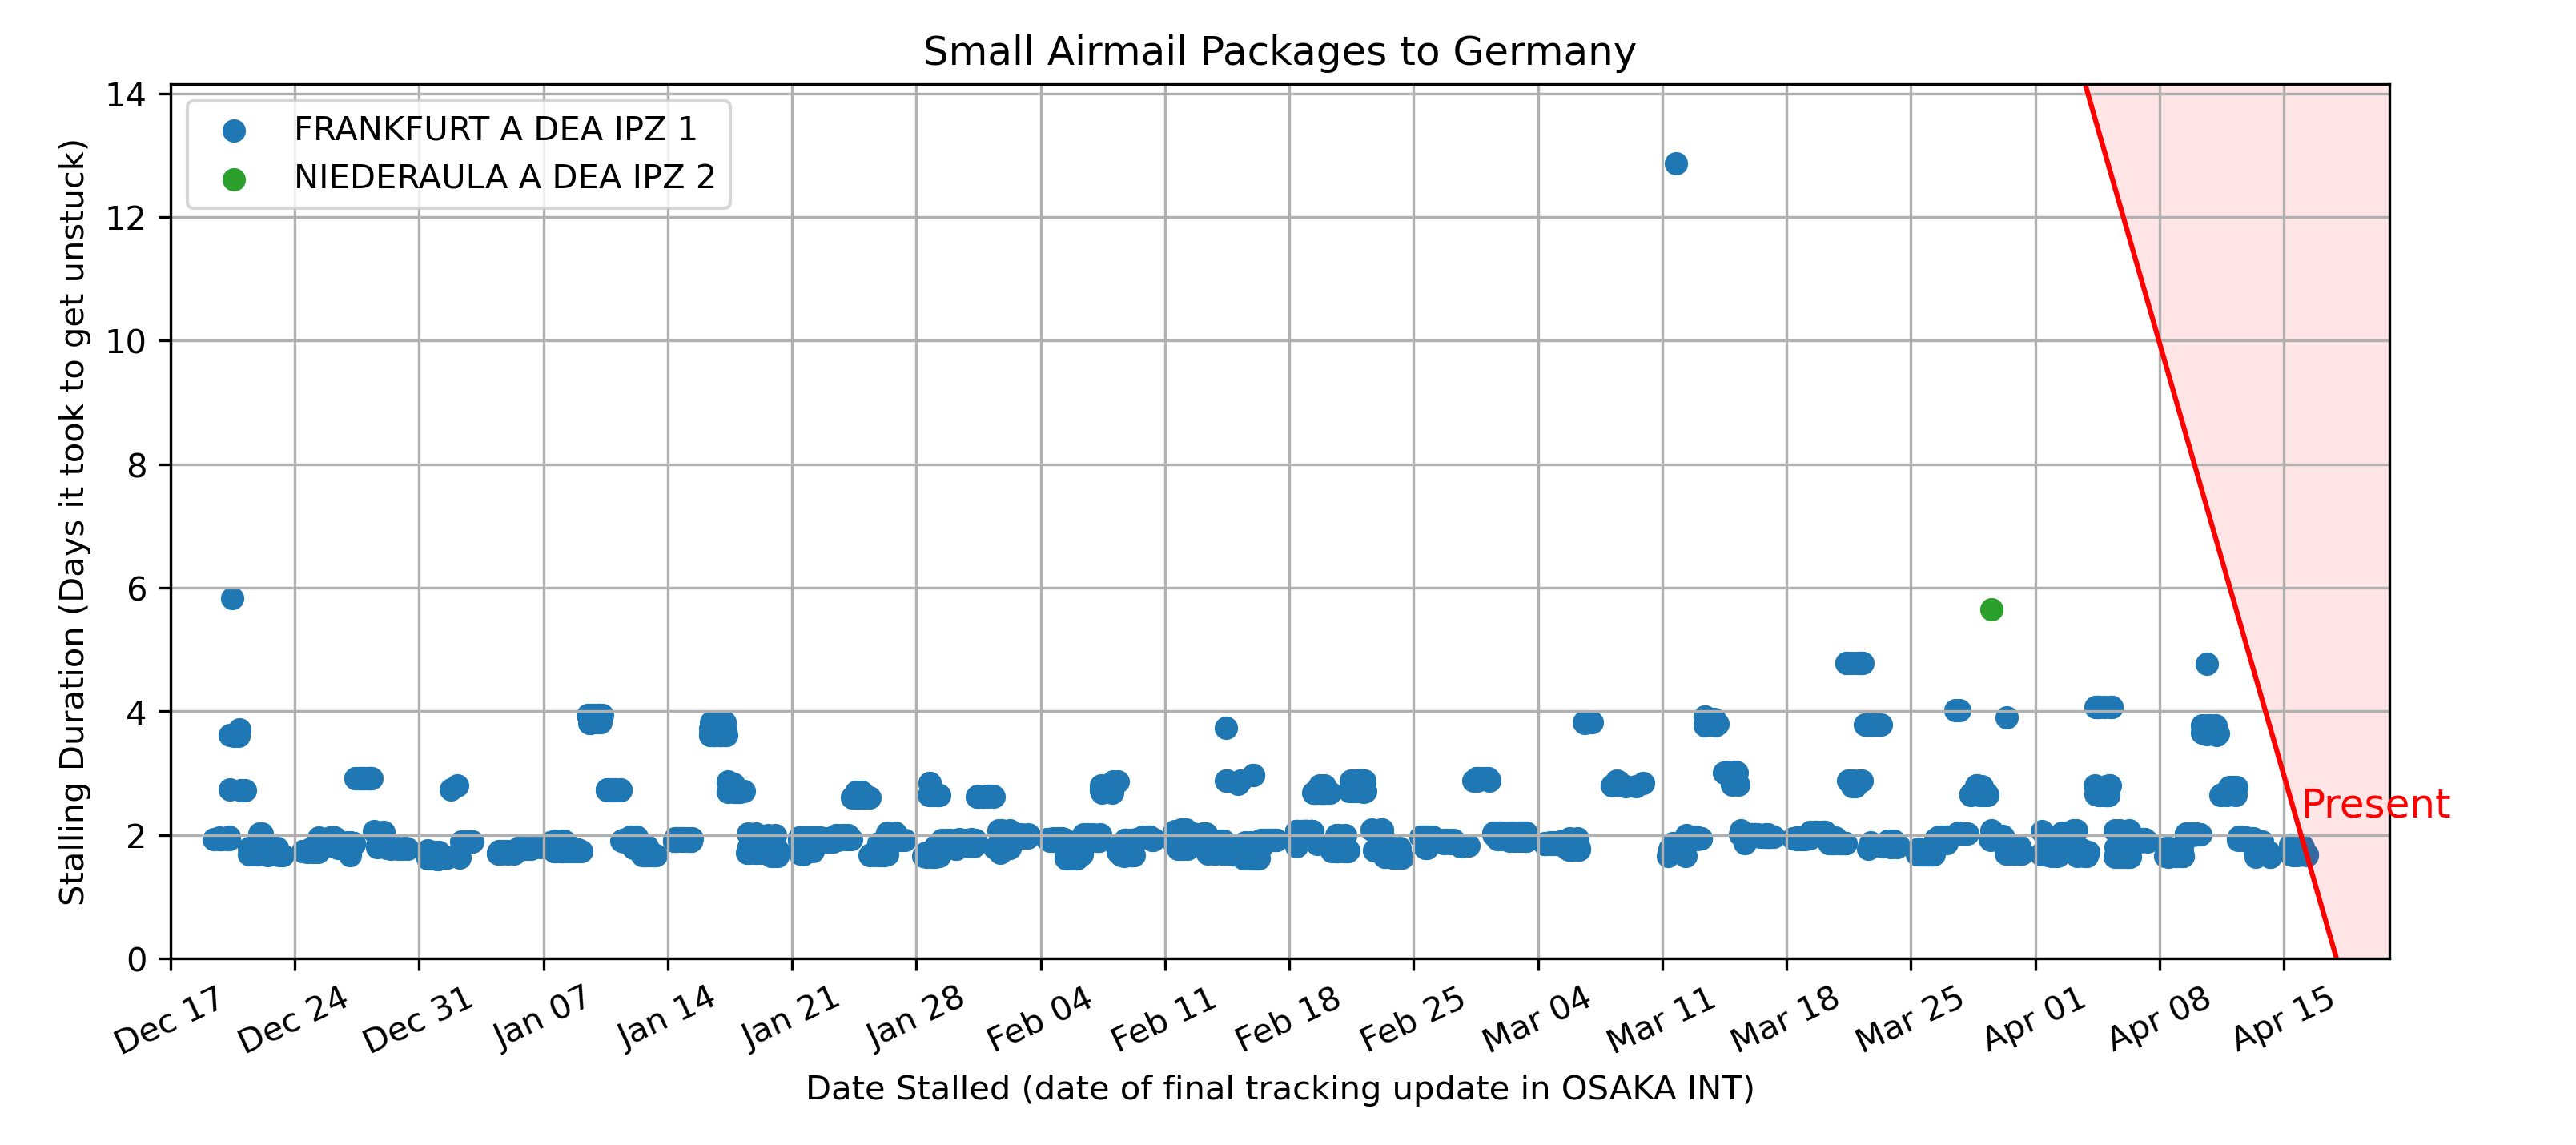 Small Airmail Packages to Germany
FRANKFURT A DEA IPZ 1
NIEDERAULA A DEA IPZ 2
Stalling Duration (Days it took to get unstuck)
14
12
10
8
6
4
2
0
Present
Dec 17
Dec 24
Dec 31
Jan 07
Jan 14
Jan 21
Jan 28
Feb 04
Feb 11
Feb 18
Feb 25
Mar 04
Mar 11
Mar 18
Mar 25
Apr 01
Apr 08
Apr 15
Date Stalled (date of final tracking update in OSAKA INT)